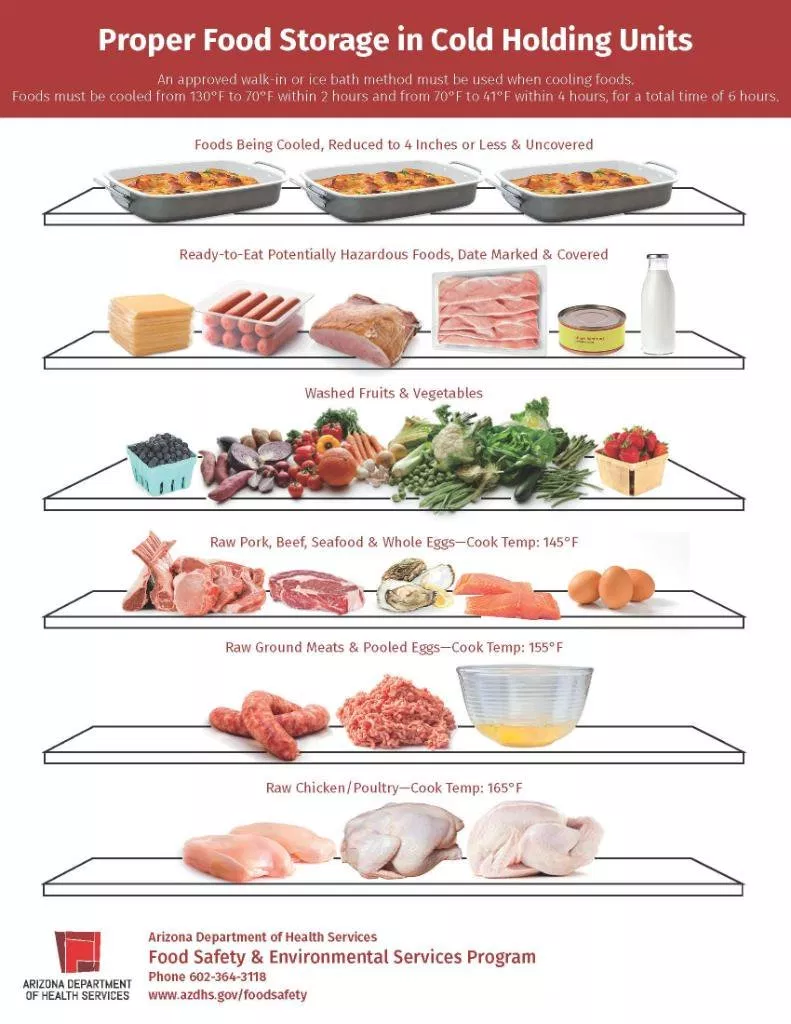 Proper Food Storage in Cold Holding Units
An approved walk-in or ice bath method must be used when cooling foods.
Foods must be cooled from 130°F to 70°F within 2 hours and from 70°F to 41°F within 4 hours, for a total time of 6 hours.
Foods Being Cooled, Reduced to 4 Inches or Less & Uncovered
Ready-to-Eat Potentially Hazardous Foods, Date Marked & Covered
Washed Fruits & Vegetables
Raw Pork, Beef, Seafood & Whole Eggs—Cook Temp: 145°F
Raw Ground Meats & Pooled Eggs—Cook Temp: 155°F
Raw Chicken/Poultry—Cook Temp: 165°F
Arizona Department of Health Services
Food Safety & Environmental Services Program
Phone 602-364-3118
www.azdhs.gov/foodsafety
ARIZONA DEPARTMENT
OF HEALTH SERVICES